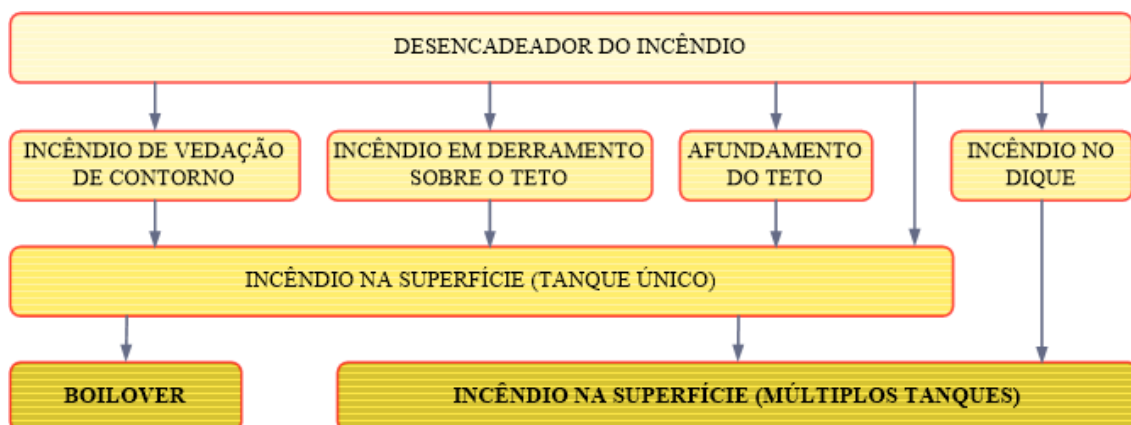 DESENCADEADOR DO INCÊNDIO
INCÊNDIO DE VEDAÇÃO
DE CONTORNO
INCÊNDIO EM DERRAMENTO
SOBRE O TETO
AFUNDAMENTO
DO TETO
INCÊNDIO NO
DIQUE
INCÊNDIO NA SUPERFÍCIE (TANQUE ÚNICO)
BOILOVER
INCÊNDIO NA SUPERFÍCIE (MÚLTIPLOS TANQUES)